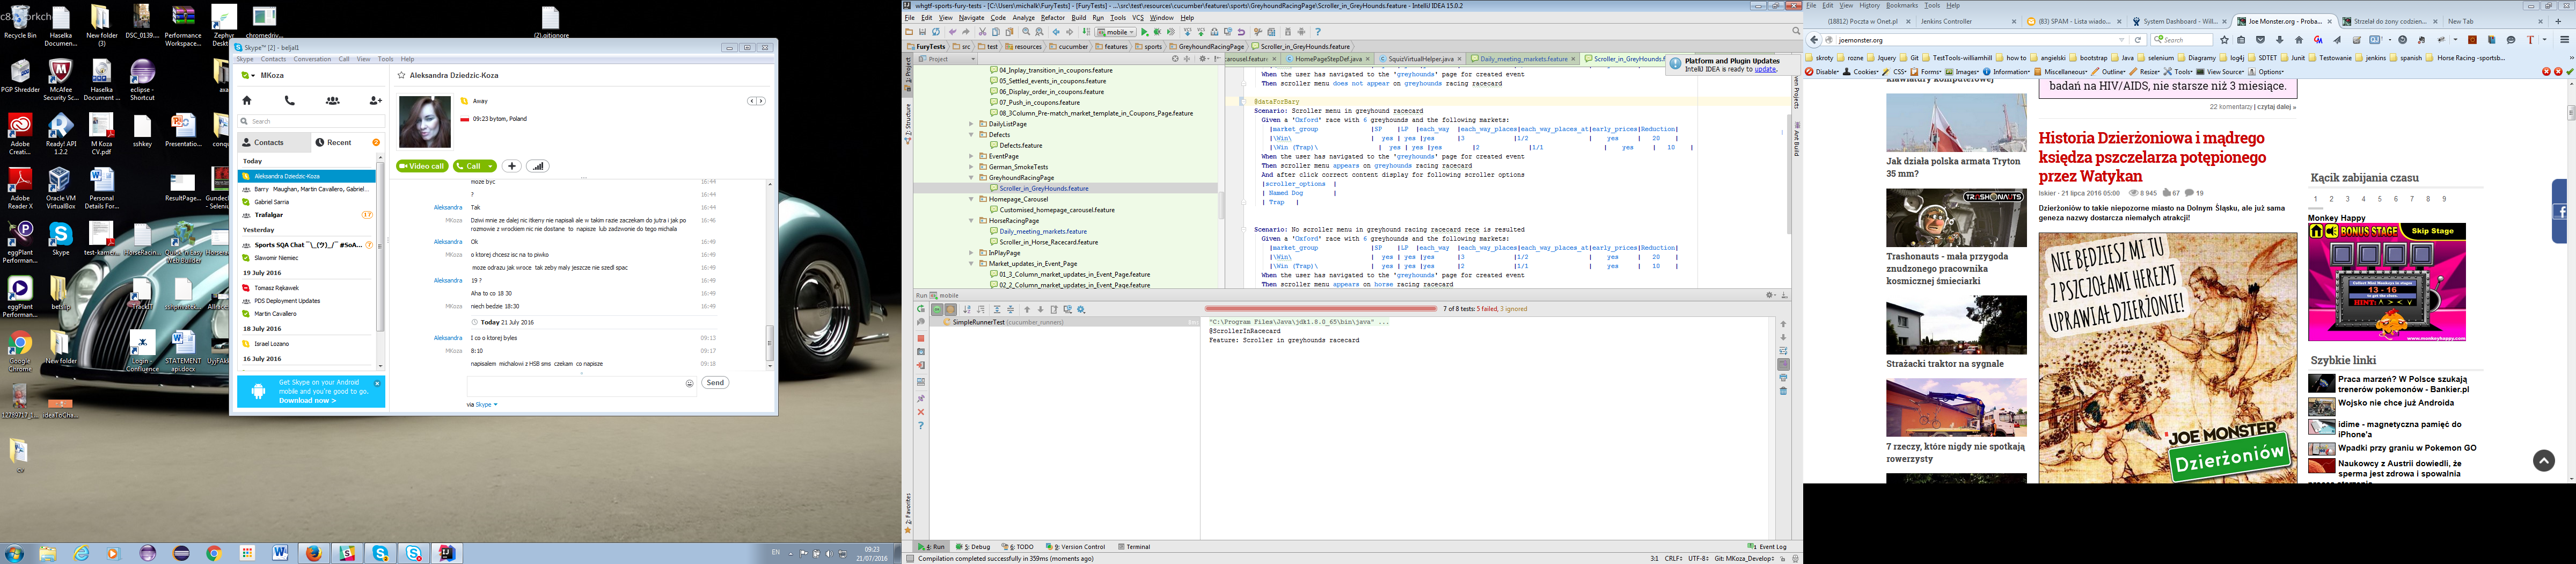 Recycle Bin
Haselka Documen...
New folder (3)
DSC_0139....
Performance Workspace...
Zephyr
chromedriv...
(2).gitignore
PGP Shredder
McAfee Security Sc...
Haselka Document ...
eclipse - Shortcut
Adobe Creati...
Ready! API 1.2.2
M Koza CV.pdf
sshkey
Presentatio...
Adobe Reader X
Oracle VM VirtualBox
Personal Details For...
ResultPage...
eggPlant Performan...
Skype
HorseRacin...
Quick 'n Easy Web Builder
eggPlant Performan...
Google Chrome
New folder
Login - Confluence
STATEMENT api.docx
ideaToCha...
cv
Skype™ [2] - beljal1
Skype Contacts Conversation Call View Tools Help
MKoza
Search
Contacts
Recent
Today
Aleksandra Dziedzic-Koza
Barry Maughan, Martin Cavallero, Gabriel...
Gabriel Sarria
Trafalgar
Yesterday
Sports SQA Chat ¯\_(ツ)_/¯ #SoA...
Slavomir Niemec
19 July 2016
Tomasz Rękawek
PDS Deployment Updates
Martin Cavallero
18 July 2016
Israel Lozano
16 July 2016
Get Skype on your Android mobile and you're good to go.
Download now >
Aleksandra Dziedzic-Koza
Away
09:23 bytom, Poland
Video call
Call
moze byc 16:44
? 16:44
Aleksandra Tak 16:44
MKoza Dziwi mnie ze dalej nic ztkeny nie napisali ale w takim razie zaczekam do jutra i jak po 16:46
rozmowie z wrockiem nic nie dostane to napisze lub zadzwonie do tego michala
Aleksandra Ok 16:49
MKoza o ktorej chcesz isc na to piwko 16:49
moze odrazu jak wroce tak zeby maly jeszcze nie szedl spac 16:49
Aleksandra 19 ? 16:49
Aha to co 18 30 16:49
MKoza niech bedzie 18:30 16:49
Today 21 July 2016
Aleksandra I co o ktorej byles 09:13
MKoza 8:10 09:17
napisalem michalowi z HSB sms czekam co napisze 09:18
Send
via Skype
EN
09:23
21/07/2016
whgtf-sports-fury-tests - [C:\Users\michalk\FuryTests] - [FuryTests] - ...\src\test\resources\cucumber\features\sports\GreyhoundRacingPage\Scroller_in_GreyHounds.feature - IntelliJ IDEA 15.0.2
File Edit View Navigate Code Analyze Refactor Build Run Tools VCS Window Help
mobile
FuryTests src test resources cucumber features sports GreyhoundRacingPage Scroller_in_GreyHounds.feature
Project
arousel.feature
HomePageStepDef.java
SquizVirtualHelper.java
Daily_meeting_markets.feature
Scroller_in_GreyHounds.f
Platform and Plugin Updates
IntelliJ IDEA is ready to update.
04_Inplay_transition_in_coupons.feature
05_Settled_events_in_coupons.feature
06_Display_order_in_coupons.feature
07_Push_in_coupons.feature
08_3Column_Pre-match_market_template_in_Coupons_Page.feature
DailyListPage
Defects
Defects.feature
EventPage
German_SmokeTests
GreyhoundRacingPage
Scroller_in_GreyHounds.feature
Homepage_Carousel
Customised_homepage_carousel.feature
HorseRacingPage
Daily_meeting_markets.feature
Scroller_in_Horse_Racecard.feature
InPlayPage
Market_updates_in_Event_Page
01_3_Column_market_updates_in_Event_Page.feature
02_2_Column_market_updates_in_Event_Page.feature
When the user has navigated to the 'greyhounds' page for created event
Then scroller menu does not appear on greyhounds racing racecard
@dataForBary
Scenario: Scroller menu in greyhound racecard
Given a 'Oxford' race with 6 greyhounds and the following markets:
|market_group |SP |LP |each_way |each_way_places|each_way_places_at|early_prices|Reduction|
|\Win\ | yes | yes |yes |3 |1/2 | yes | 20 |
|\Win (Trap)\ | yes | yes |yes |2 |1/1 | yes | 10 |
When the user has navigated to the 'greyhounds' page for created event
Then scroller menu appears on greyhounds racing racecard
And after click correct content display for following scroller options
|scroller_options |
| Named Dog |
| Trap |
Scenario: No scroller menu in greyhound racing racecard rece is resulted
Given a 'Oxford' race with 6 greyhounds and the following markets:
|market_group |SP |LP |each_way |each_way_places|each_way_places_at|early_prices|Reduction|
|\Win\ | yes | yes |yes |3 |1/2 | yes | 20 |
|\Win (Trap)\ | yes | yes |yes |2 |1/1 | yes | 10 |
When the user has navigated to the 'greyhounds' page for created event
Then scroller menu appears on horse racing racecard
Run mobile
7 of 8 tests: 5 failed, 3 ignored
SimpleRunnerTest (cucumber_runners)
"C:\Program Files\Java\jdk1.8.0_65\bin\java" ...
@ScrollerInRacecard
Feature: Scroller in greyhounds racecard
4: Run 5: Debug 6: TODO 9: Version Control Terminal
Event Log
Compilation completed successfully in 359ms (moments ago)
3:1 CRLF UTF-8 Git: MKoza_Develop
File Edit View History Bookmarks Tools Help
(18812) Poczta w Onet.pl
Jenkins Controller
(83) SPAM - Lista wiado...
System Dashboard - Will...
Joe Monster.org - Proba...
Strzelał do żony codzien...
New Tab
joemonster.org
Search
skroty rozne Jquery Git TestTools-williamhill how to angielski bootstrap Java selenium Diagramy log4j SDTET Junit Testowanie jenkins spanish Horse Racing -sportsb...
Disable Cookies CSS Forms Images Information Miscellaneous Outline Resize Tools View Source Options
klawiatury komputerowej
Jak działa polska armata Tryton 35 mm?
TRASHONAUTS
Trashonauts - mała przygoda znudzonego pracownika kosmicznej śmieciarki
Strażacki traktor na sygnale
7 rzeczy, które nigdy nie spotkają rowerzysty
badań na HIV/AIDS, nie starsze niż 3 miesiące.
22 komentarzy | czytaj dalej »
Historia Dzierżoniowa i mądrego księdza pszczelarza potępionego przez Watykan
Iskier - 21 lipca 2016 05:00 8 945 67 19
Dzierżoniów to takie niepozorne miasto na Dolnym Śląsku, ale już sama geneza nazwy dostarcza niemałych atrakcji!
NIE BĘDZIESZ MI TU
Z PSZCZOŁAMI HEREZYJ
UPRAWIAŁ DZIERŻONIE!
JOE MONSTER
Dzierżoniów
Kącik zabijania czasu
1 2 3 4 5 6 7 8 9
Monkey Happy
BONUS STAGE Skip Stage
13 - 16
HINT: ^ > < v
www.monkeyhappy.com
Szybkie linki
Praca marzeń? W Polsce szukają trenerów pokemonów - Bankier.pl
Wojsko nie chce już Androida
idime - magnetyczna pamięć do iPhone'a
Wpadki przy graniu w Pokemon GO
Naukowcy z Austrii dowiedli, że sperma jest zdrowa i spowalnia